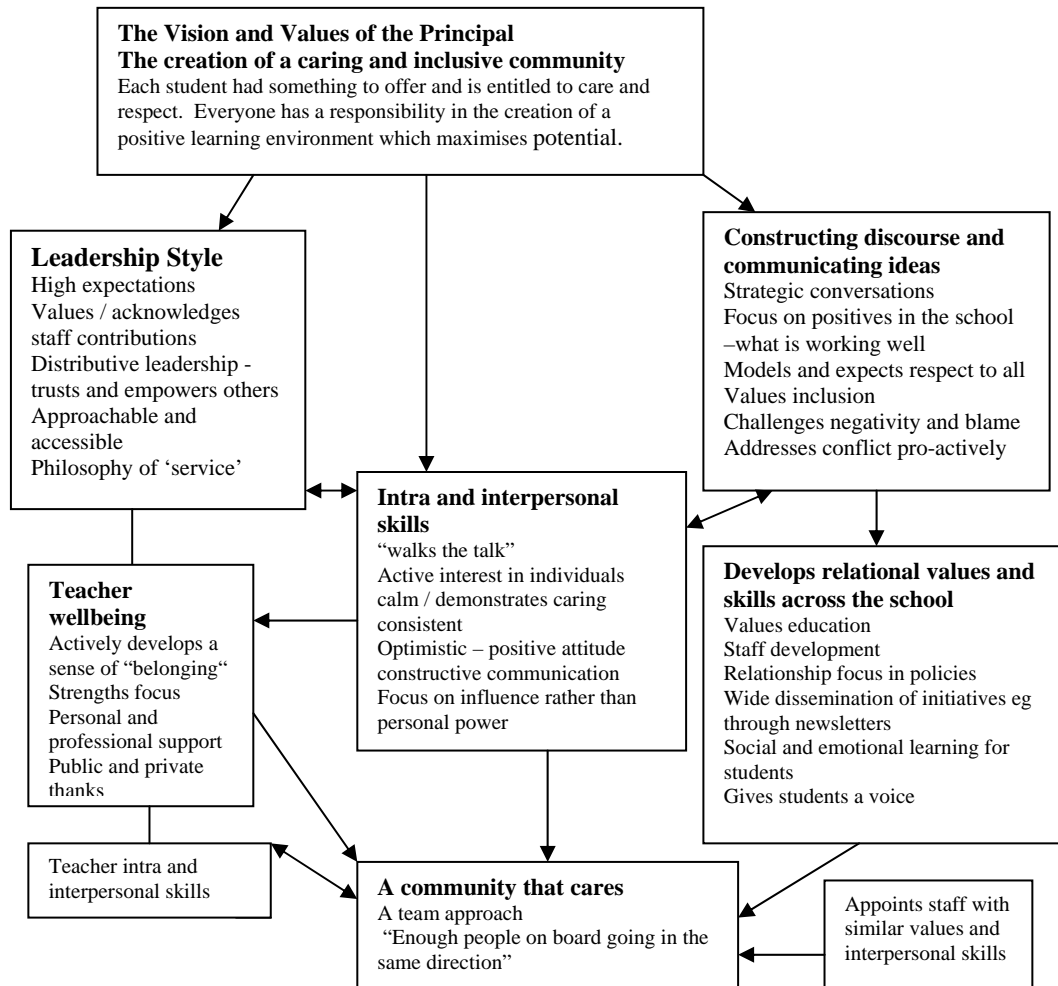 The Vision and Values of the Principal
The creation of a caring and inclusive community
Each student had something to offer and is entitled to care and
respect.  Everyone has a responsibility in the creation of a
positive learning environment which maximises potential.
Leadership Style
High expectations
Values / acknowledges
staff contributions
Distributive leadership -
trusts and empowers others
Approachable and
accessible
Philosophy of ‘service’
Constructing discourse and
communicating ideas
Strategic conversations
Focus on positives in the school
–what is working well
Models and expects respect to all
Values inclusion
Challenges negativity and blame
Addresses conflict pro-actively
Intra and interpersonal
skills
“walks the talk”
Active interest in individuals
calm / demonstrates caring
consistent
Optimistic – positive attitude
constructive communication
Focus on influence rather than
personal power
Teacher
wellbeing
Actively develops a
sense of “belonging“
Strengths focus
Personal and
professional support
Public and private
thanks
Develops relational values and
skills across the school
Values education
Staff development
Relationship focus in policies
Wide dissemination of initiatives eg
through newsletters
Social and emotional learning for
students
Gives students a voice
Teacher intra and
interpersonal skills
A community that cares
A team approach
“Enough people on board going in the
same direction”
Appoints staff with
similar values and
interpersonal skills